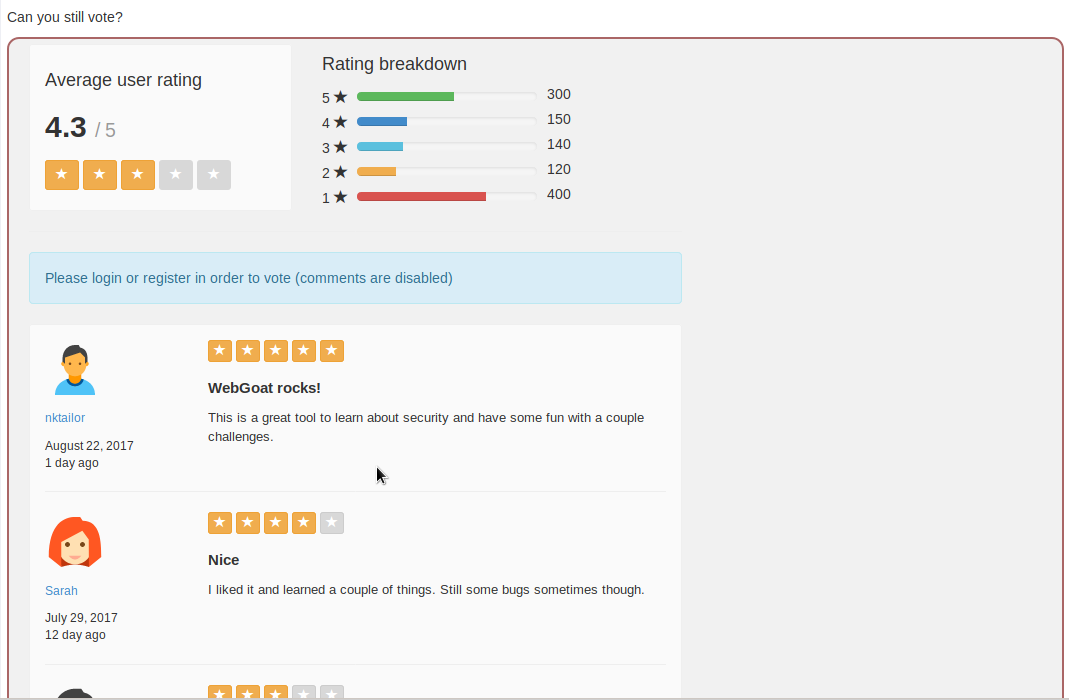 Can you still vote?
Average user rating
4.3 / 5
Rating breakdown
5 ★ 300
4 ★ 150
3 ★ 140
2 ★ 120
1 ★ 400
Please login or register in order to vote (comments are disabled)
nktailor
August 22, 2017
1 day ago
WebGoat rocks!
This is a great tool to learn about security and have some fun with a couple
challenges.
Sarah
July 29, 2017
12 day ago
Nice
I liked it and learned a couple of things. Still some bugs sometimes though.